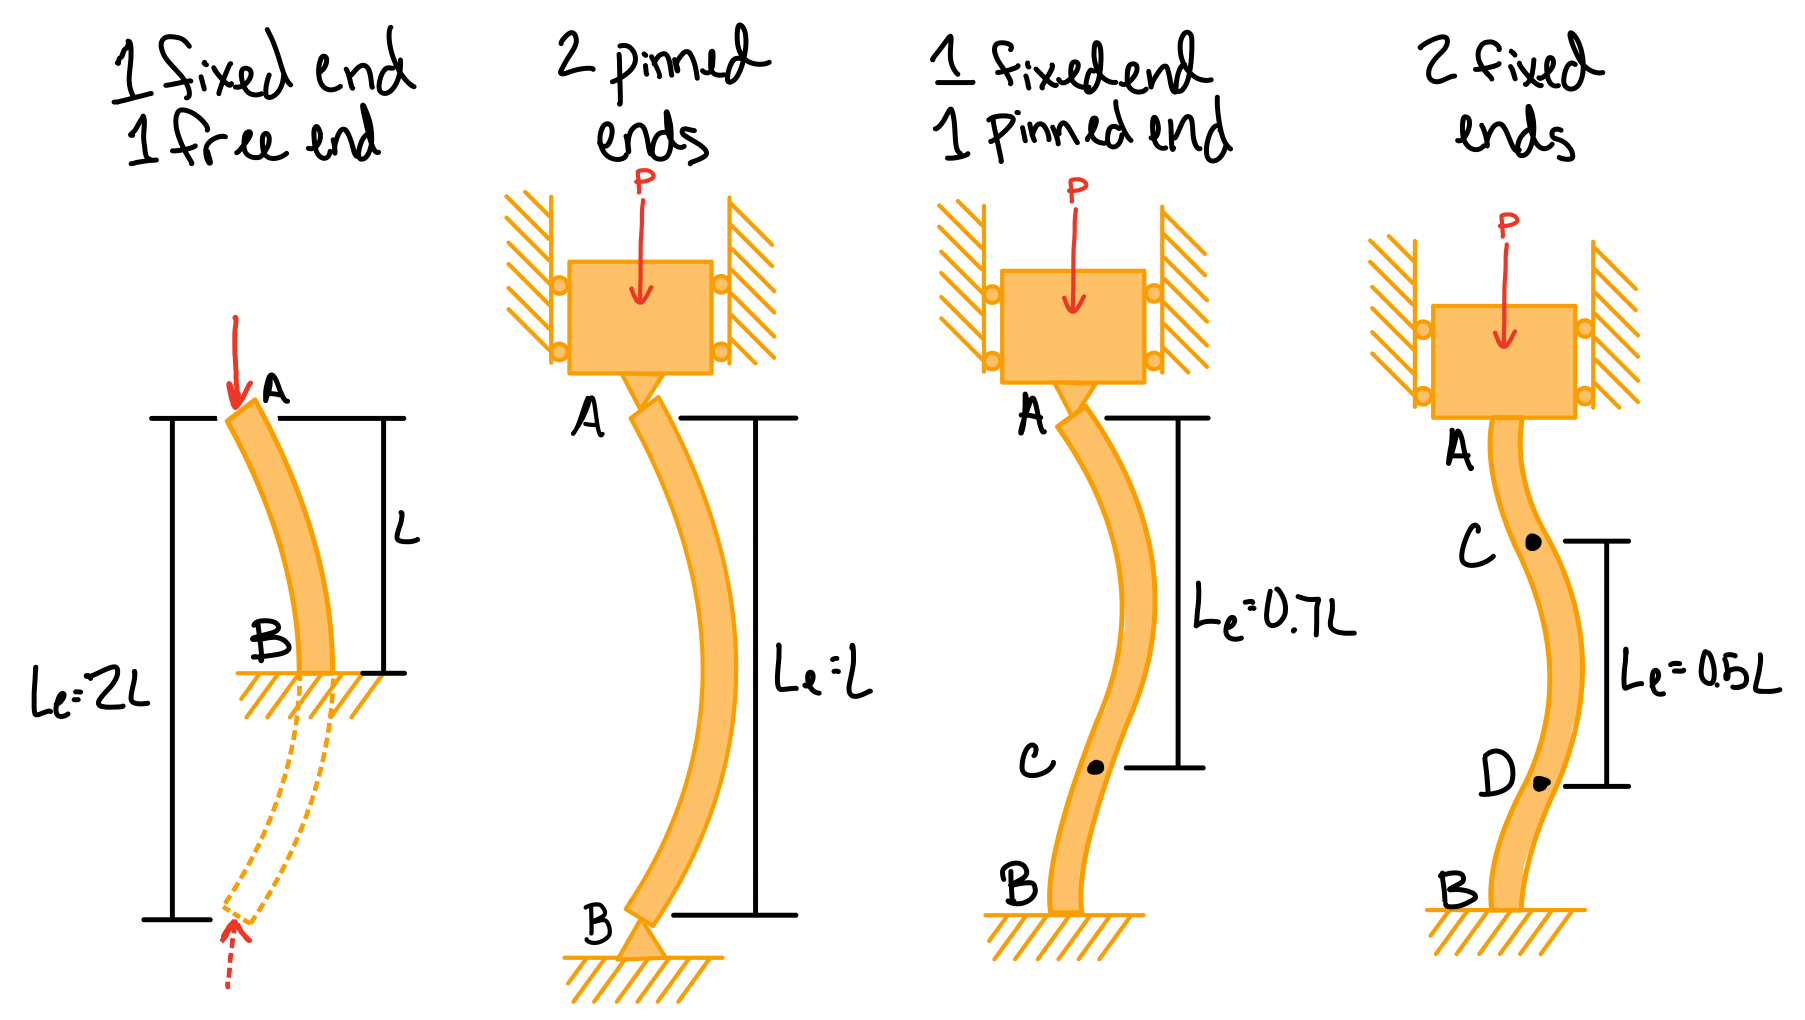 1 fixed end
1 free end
A
L
B
Le=2L
2 pinned
ends
P
A
Le=L
B
1 fixed end
1 pinned end
P
A
Le=0.7L
C
B
2 fixed
ends
P
A
C
Le=0.5L
D
B